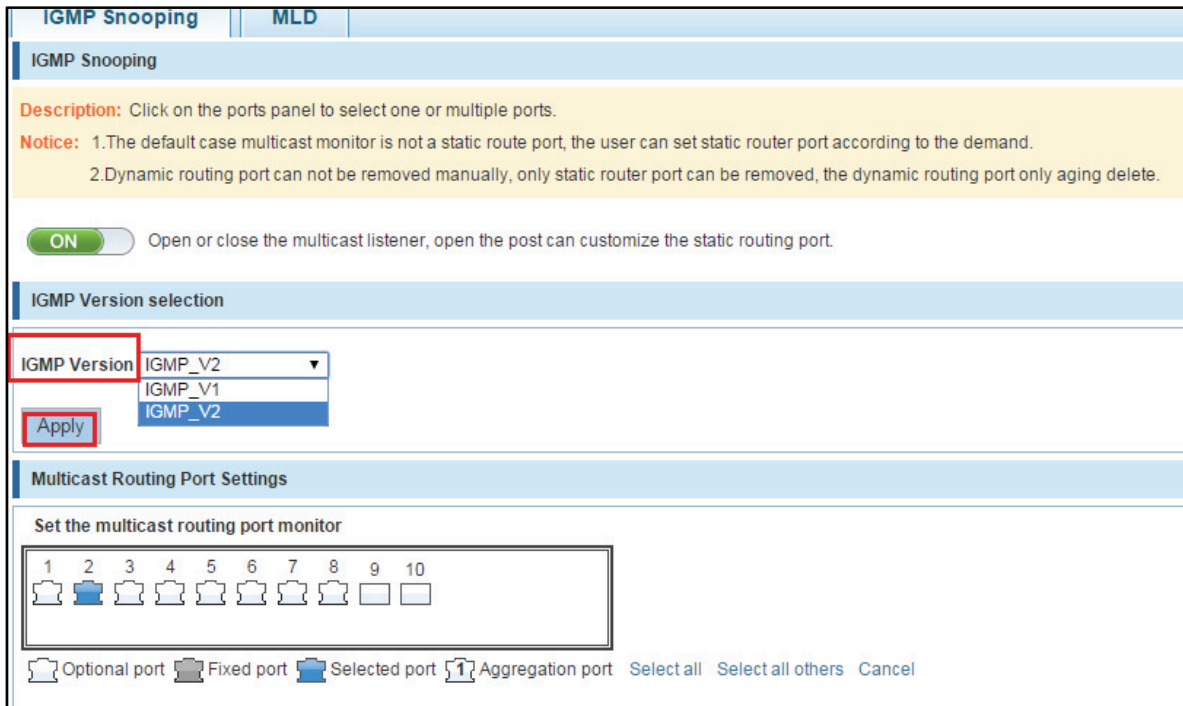 IGMP Snooping MLD
IGMP Snooping
Description: Click on the ports panel to select one or multiple ports.
Notice: 1.The default case multicast monitor is not a static route port, the user can set static router port according to the demand.
2.Dynamic routing port can not be removed manually, only static router port can be removed, the dynamic routing port only aging delete.
ON Open or close the multicast listener, open the post can customize the static routing port.
IGMP Version selection
IGMP Version IGMP_V2
IGMP_V1
IGMP_V2
Apply
Multicast Routing Port Settings
Set the multicast routing port monitor
1 2 3 4 5 6 7 8 9 10
Optional port Fixed port Selected port 1 Aggregation port Select all Select all others Cancel